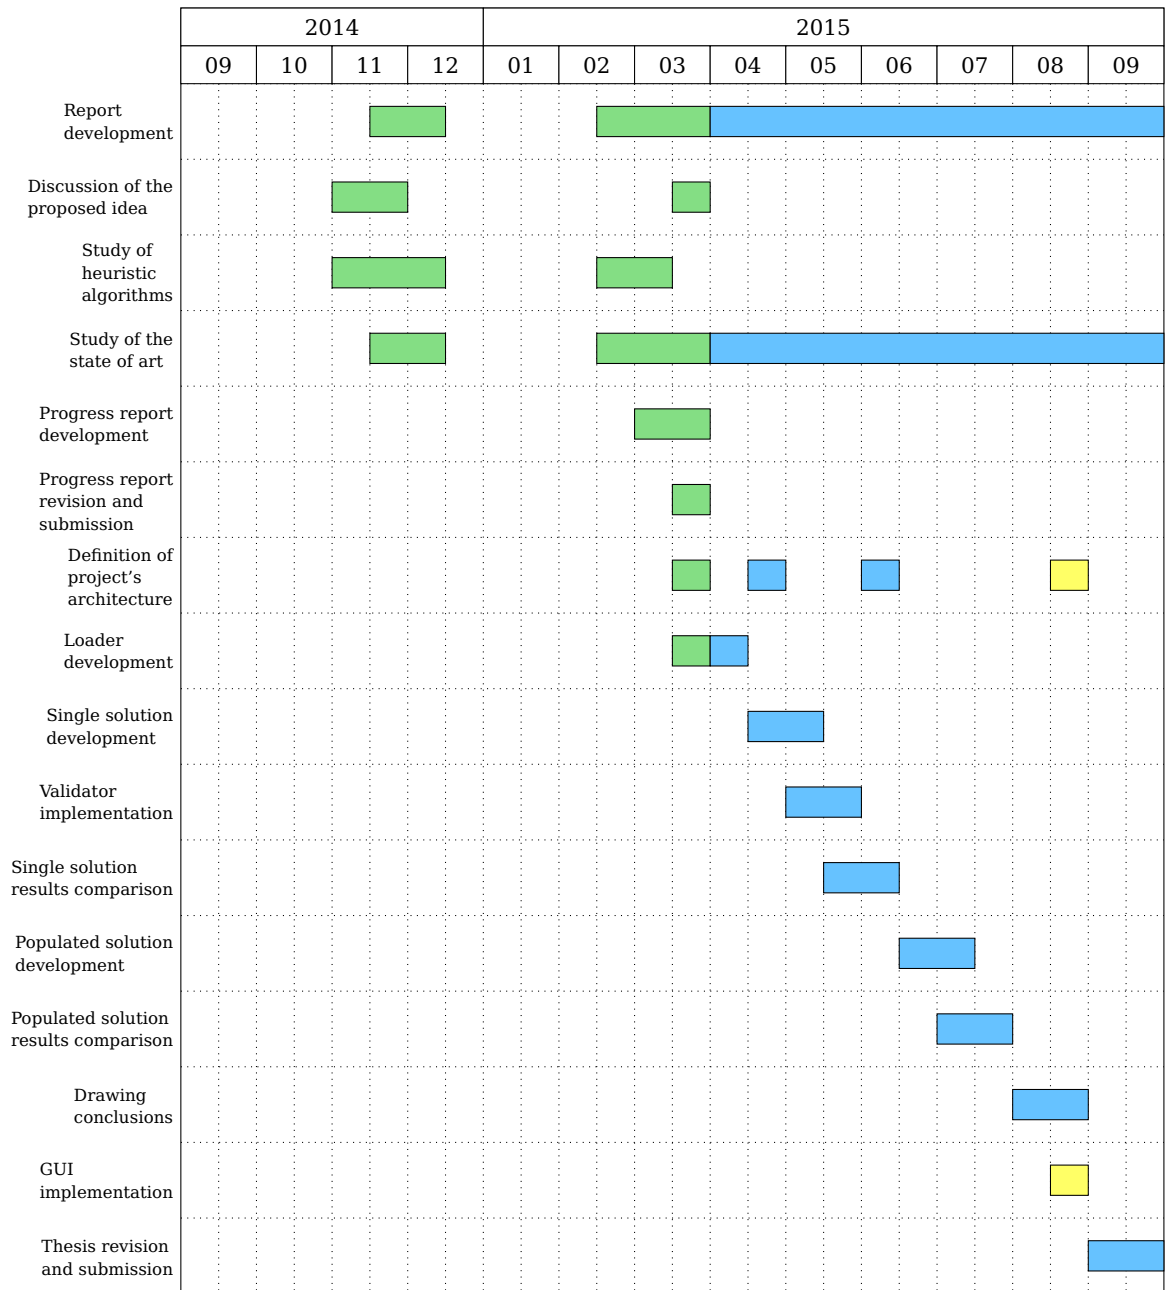 2014 2015
09 10 11 12 01 02 03 04 05 06 07 08 09
Report
development
Discussion of the
proposed idea
Study of
heuristic
algorithms
Study of the
state of art
Progress report
development
Progress report
revision and
submission
Definition of
project’s
architecture
Loader
development
Single solution
development
Validator
implementation
Single solution
results comparison
Populated solution
development
Populated solution
results comparison
Drawing
conclusions
GUI
implementation
Thesis revision
and submission